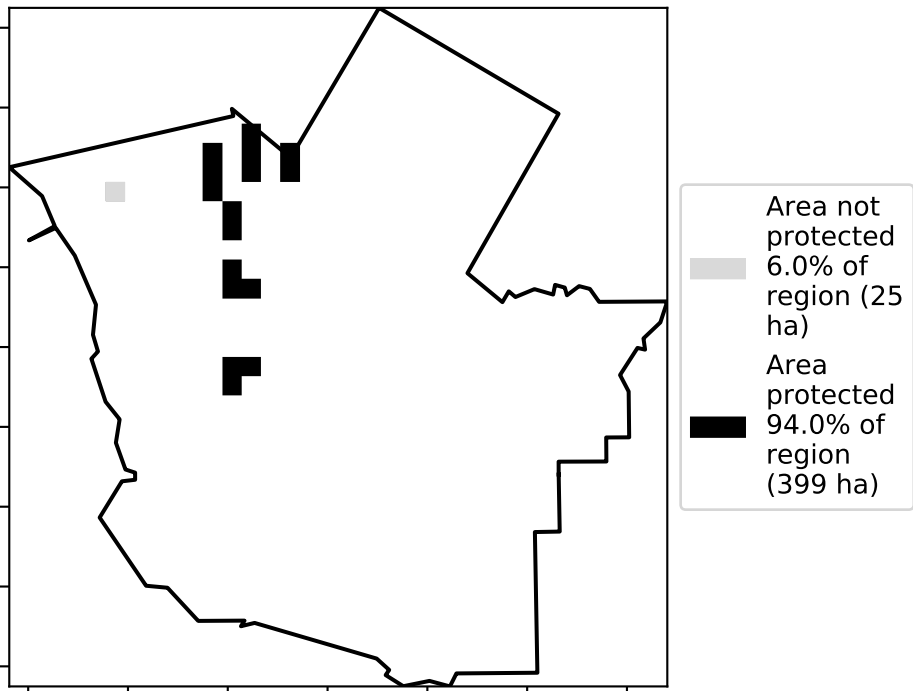 Area not
protected
6.0% of
region (25
ha)
Area
protected
94.0% of
region
(399 ha)